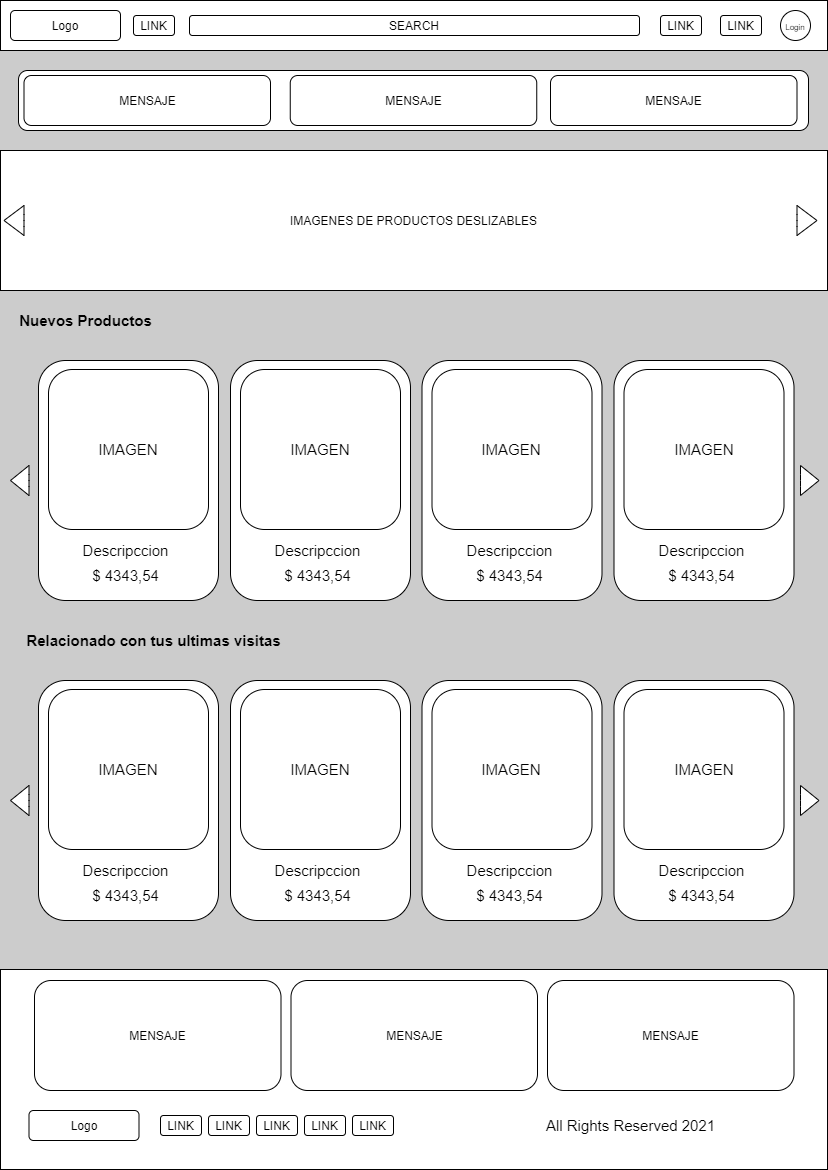 Logo LINK SEARCH LINK LINK Login
MENSAJE MENSAJE MENSAJE
IMAGENES DE PRODUCTOS DESLIZABLES
Nuevos Productos
IMAGEN IMAGEN IMAGEN IMAGEN
Descripccion Descripccion Descripccion Descripccion
$ 4343,54 $ 4343,54 $ 4343,54 $ 4343,54
Relacionado con tus ultimas visitas
IMAGEN IMAGEN IMAGEN IMAGEN
Descripccion Descripccion Descripccion Descripccion
$ 4343,54 $ 4343,54 $ 4343,54 $ 4343,54
MENSAJE MENSAJE MENSAJE
Logo LINK LINK LINK LINK LINK All Rights Reserved 2021